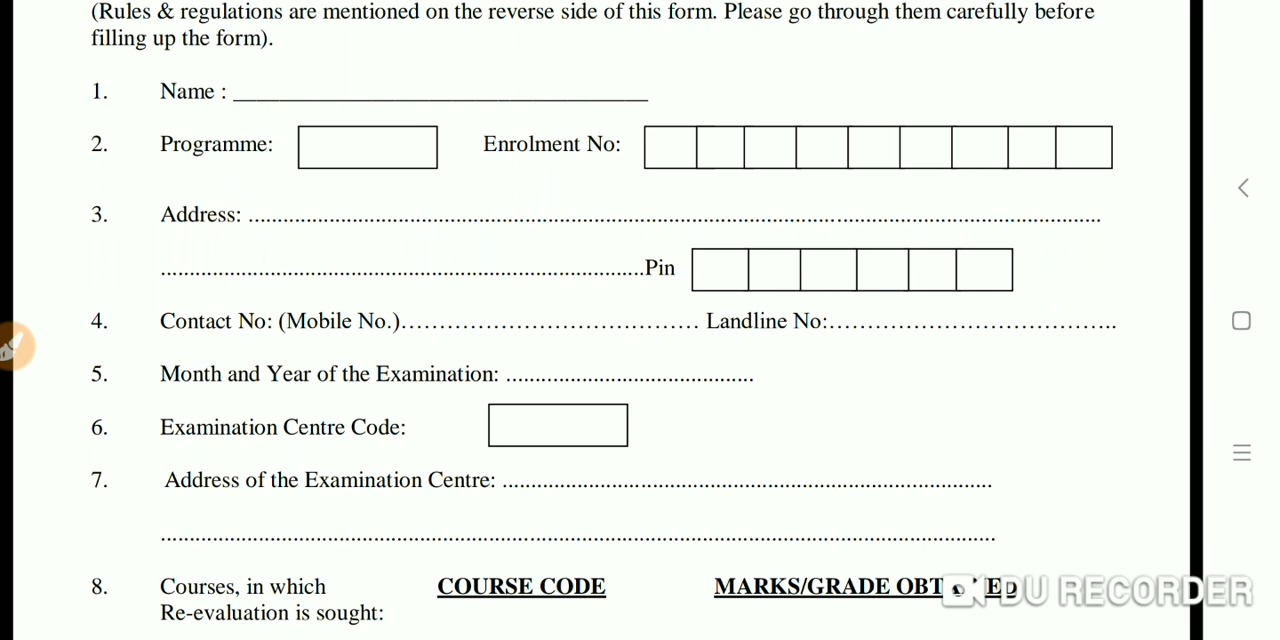 (Rules & regulations are mentioned on the reverse side of this form. Please go through them carefully before
filling up the form).
1. Name : ____________________________________
2. Programme: Enrolment No:
3. Address: ........................................................................................................................
.....................................................................................Pin
4. Contact No: (Mobile No.)………………………………… Landline No:………………………………..
5. Month and Year of the Examination: ...........................................
6. Examination Centre Code:
7. Address of the Examination Centre: .....................................................................................
.................................................................................................................................
8. Courses, in which COURSE CODE MARKS/GRADE
Re-evaluation is sought:
DU RECORDER